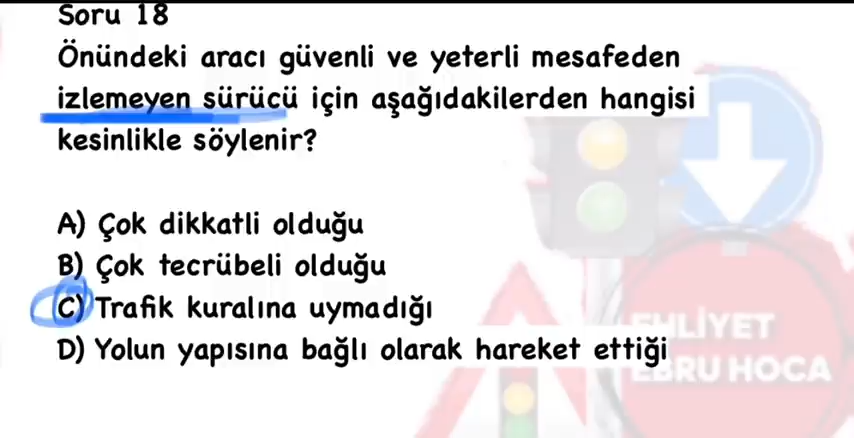 Soru 18
Önündeki aracı güvenli ve yeterli mesafeden
izlemeyen sürücü için aşağıdakilerden hangisi
kesinlikle söylenir?
A) Çok dikkatli olduğu
B) Çok tecrübeli olduğu
C) Trafik kuralına uymadığı
D) Yolun yapısına bağlı olarak hareket ettiği
EHLİYET
EBRU HOCA